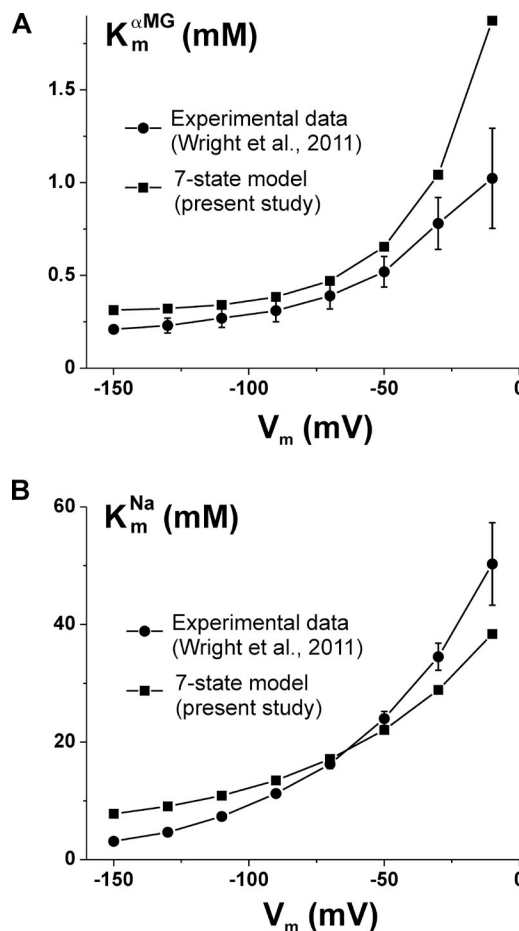 A
K_m^αMG (mM)
1.5
1.0
0.5
0
Experimental data
(Wright et al., 2011)
7-state model
(present study)
-150
-100
-50
0
V_m (mV)
B
K_m^Na (mM)
60
40
20
0
Experimental data
(Wright et al., 2011)
7-state model
(present study)
-150
-100
-50
0
V_m (mV)